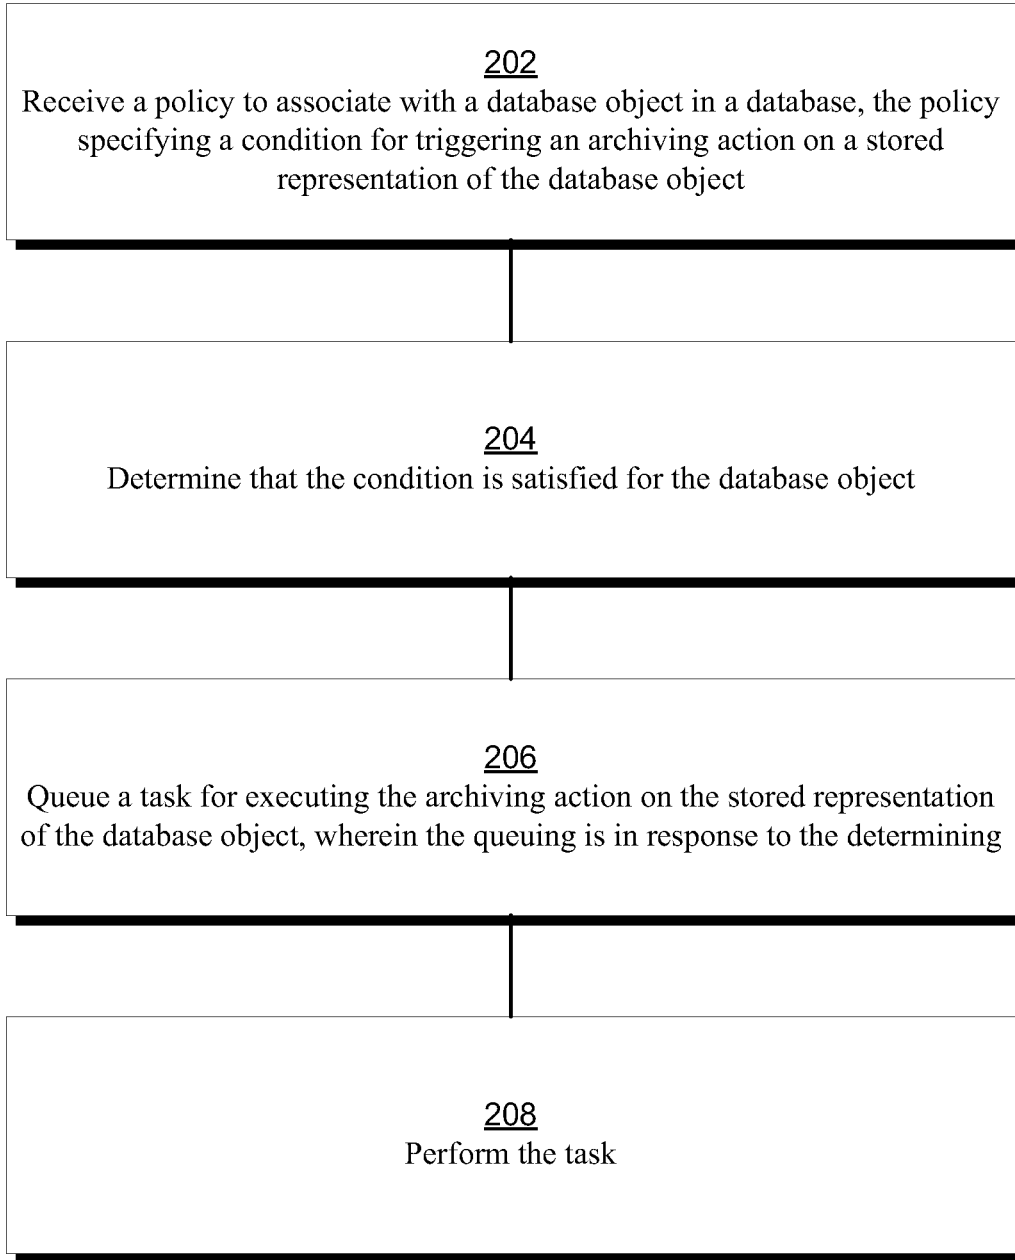 202
Receive a policy to associate with a database object in a database, the policy
specifying a condition for triggering an archiving action on a stored
representation of the database object
204
Determine that the condition is satisfied for the database object
206
Queue a task for executing the archiving action on the stored representation
of the database object, wherein the queuing is in response to the determining
208
Perform the task